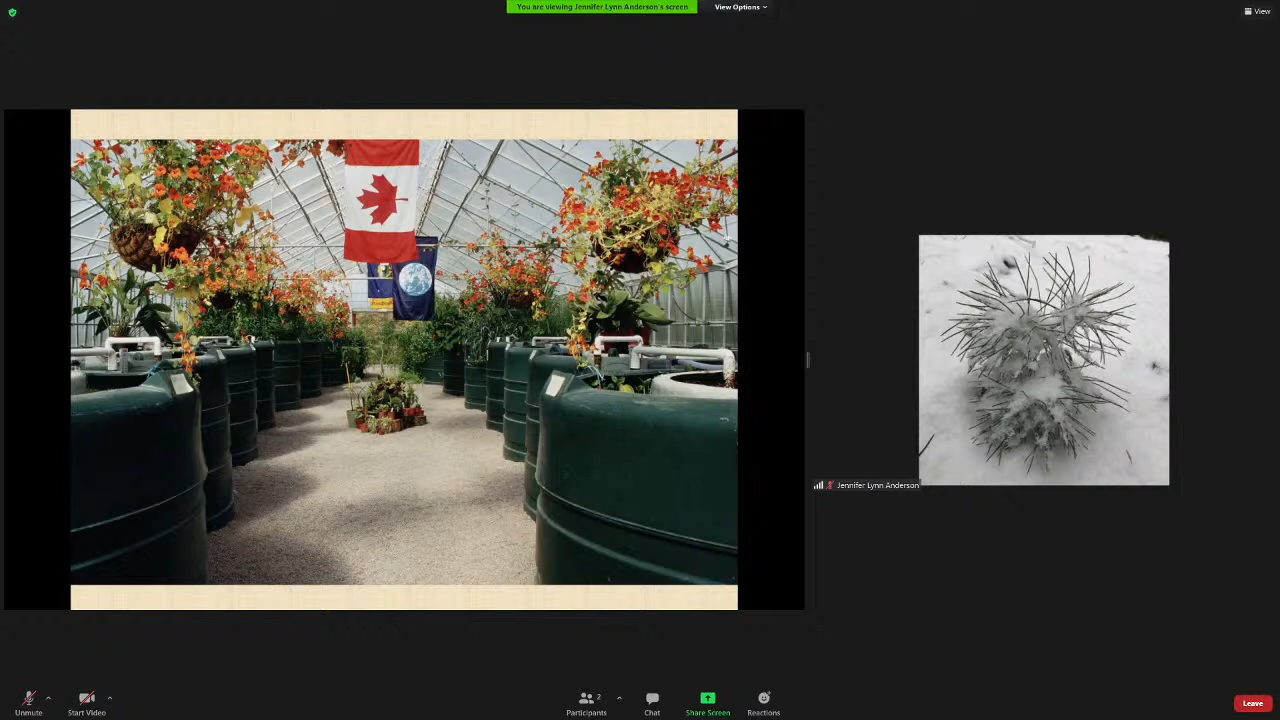 You are viewing Jennifer Lynn Anderson's screen
View Options
View
Jennifer Lynn Anderson
Unmute
Start Video
Participants
2
Chat
Share Screen
Reactions
Leave